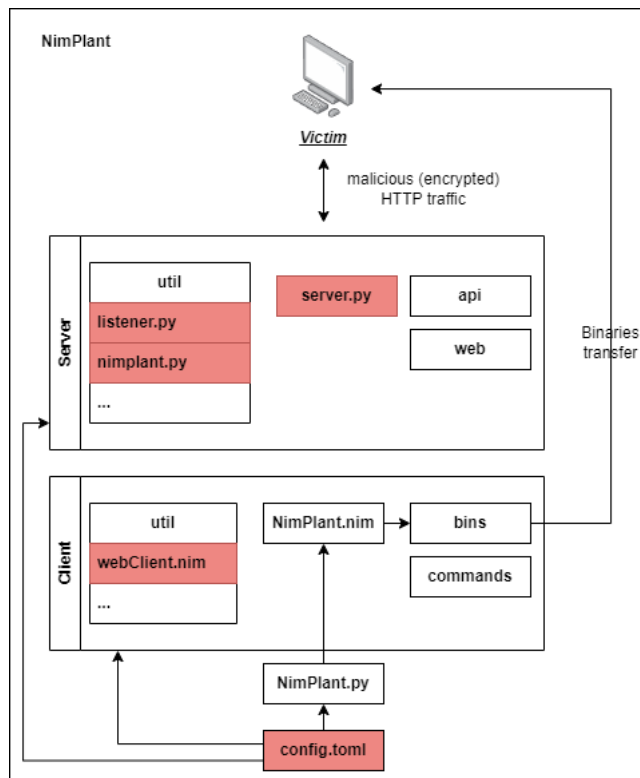 NimPlant
Victim
malicious (encrypted)
HTTP traffic
Server
util
listener.py
nimplant.py
...
server.py
api
web
Binaries
transfer
Client
util
webClient.nim
...
NimPlant.nim
bins
commands
NimPlant.py
config.toml